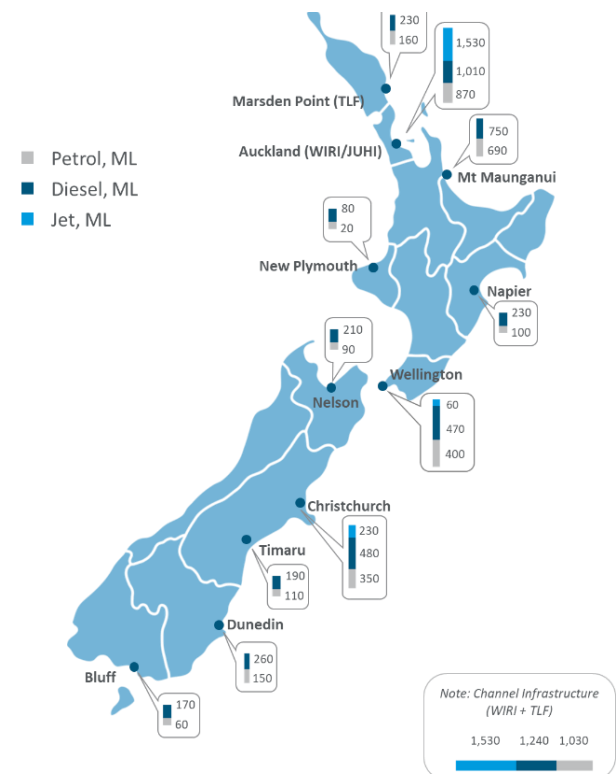 230
160
1,530
1,010
870
Marsden Point (TLF)
Auckland (WIRI/JUHI)
750
690
Mt Maunganui
Petrol, ML
Diesel, ML
Jet, ML
80
20
New Plymouth
Napier
230
100
210
90
Nelson
Wellington
60
470
400
Christchurch
230
480
350
Timaru
190
110
Dunedin
260
150
Bluff
170
60
Note: Channel Infrastructure
(WIRI + TLF)
1,530 1,240 1,030